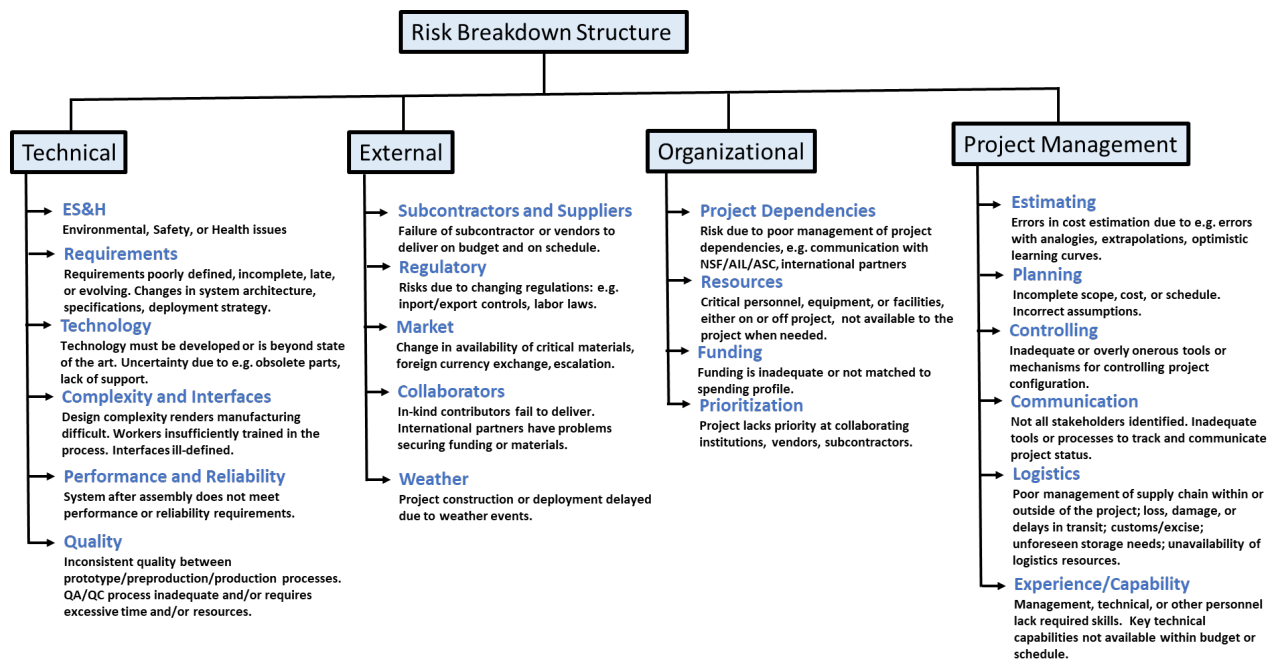 Risk Breakdown Structure
Technical
ES&H
Environmental, Safety, or Health issues
Requirements
Requirements poorly defined, incomplete, late,
or evolving. Changes in system architecture,
specifications, deployment strategy.
Technology
Technology must be developed or is beyond state
of the art. Uncertainty due to e.g. obsolete parts,
lack of support.
Complexity and Interfaces
Design complexity renders manufacturing
difficult. Workers insufficiently trained in the
process. Interfaces ill-defined.
Performance and Reliability
System after assembly does not meet
performance or reliability requirements.
Quality
Inconsistent quality between
prototype/preproduction/production processes.
QA/QC process inadequate and/or requires
excessive time and/or resources.
External
Subcontractors and Suppliers
Failure of subcontractor or vendors to
deliver on budget and on schedule.
Regulatory
Risks due to changing regulations: e.g.
inport/export controls, labor laws.
Market
Change in availability of critical materials,
foreign currency exchange, escalation.
Collaborators
In-kind contributors fail to deliver.
International partners have problems
securing funding or materials.
Weather
Project construction or deployment delayed
due to weather events.
Organizational
Project Dependencies
Risk due to poor management of project
dependencies, e.g. communication with
NSF/AIL/ASC, international partners
Resources
Critical personnel, equipment, or facilities,
either on or off project, not available to the
project when needed.
Funding
Funding is inadequate or not matched to
spending profile.
Prioritization
Project lacks priority at collaborating
institutions, vendors, subcontractors.
Project Management
Estimating
Errors in cost estimation due to e.g. errors
with analogies, extrapolations, optimistic
learning curves.
Planning
Incomplete scope, cost, or schedule.
Incorrect assumptions.
Controlling
Inadequate or overly onerous tools or
mechanisms for controlling project
configuration.
Communication
Not all stakeholders identified. Inadequate
tools or processes to track and communicate
project status.
Logistics
Poor management of supply chain within or
outside of the project; loss, damage, or
delays in transit; customs/excise;
unforeseen storage needs; unavailability of
logistics resources.
Experience/Capability
Management, technical, or other personnel
lack required skills. Key technical
capabilities not available within budget or
schedule.